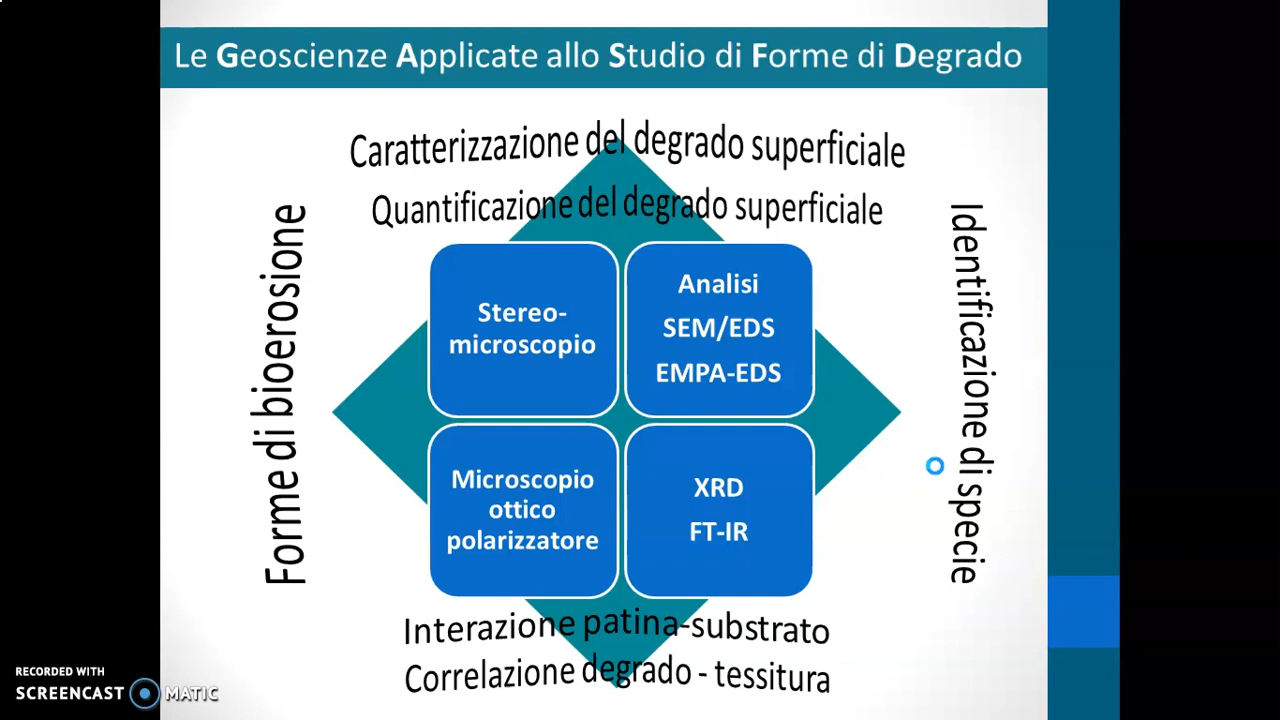 Le Geoscienze Applicate allo Studio di Forme di Degrado
Caratterizzazione del degrado superficiale
Quantificazione del degrado superficiale
Forme di bioerosione
Stereo-
microscopio
Analisi
SEM/EDS
EMPA-EDS
Microscopio
ottico
polarizzatore
XRD
FT-IR
Identificazione di specie
Interazione patina-substrato
Correlazione degrado - tessitura
RECORDED WITH
SCREENCAST MATIC